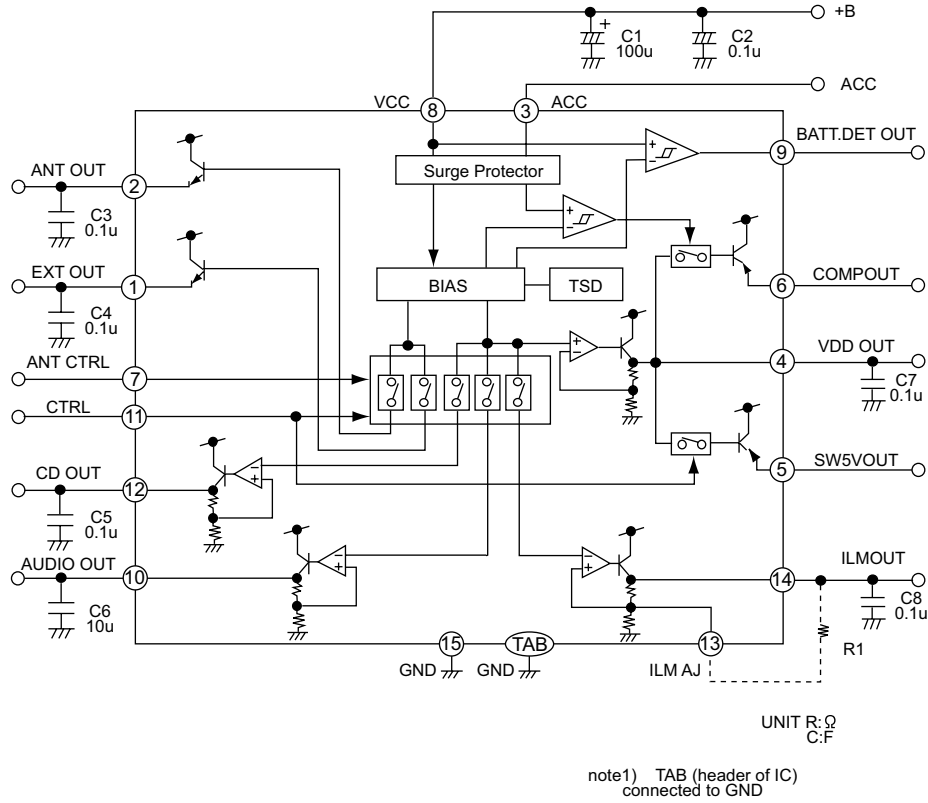 +B
+
C1
100u
C2
0.1u
ACC
VCC
8
3
ACC
BATT.DET OUT
9
+
−
Surge Protector
ANT OUT
2
C3
0.1u
+
−
EXT OUT
1
C4
0.1u
BIAS
TSD
6
COMPOUT
ANT CTRL
7
+
−
4
VDD OUT
C7
0.1u
CTRL
11
CD OUT
12
−
+
C5
0.1u
5
SW5VOUT
AUDIO OUT
10
−
+
C6
10u
−
+
14
ILMOUT
C8
0.1u
R1
15
GND
TAB
GND
13
ILM AJ
UNIT R:Ω
C:F
note1) TAB (header of IC)
connected to GND